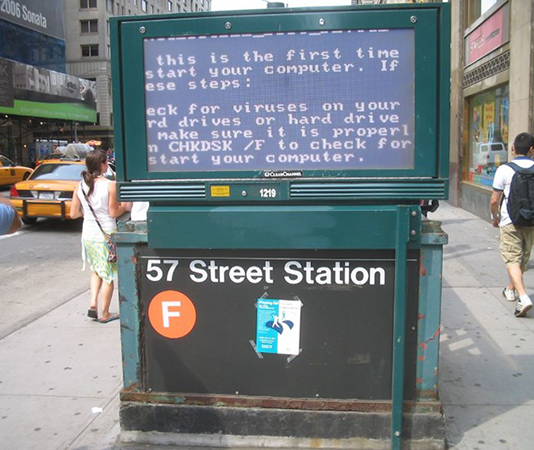 2006 Sonata
this is the first time
start your computer. If
ese steps:
eck for viruses on your
rd drives or hard drive
make sure it is properl
n CHKDSK /F to check for
start your computer.
ClearChannel
1219
57 Street Station
F